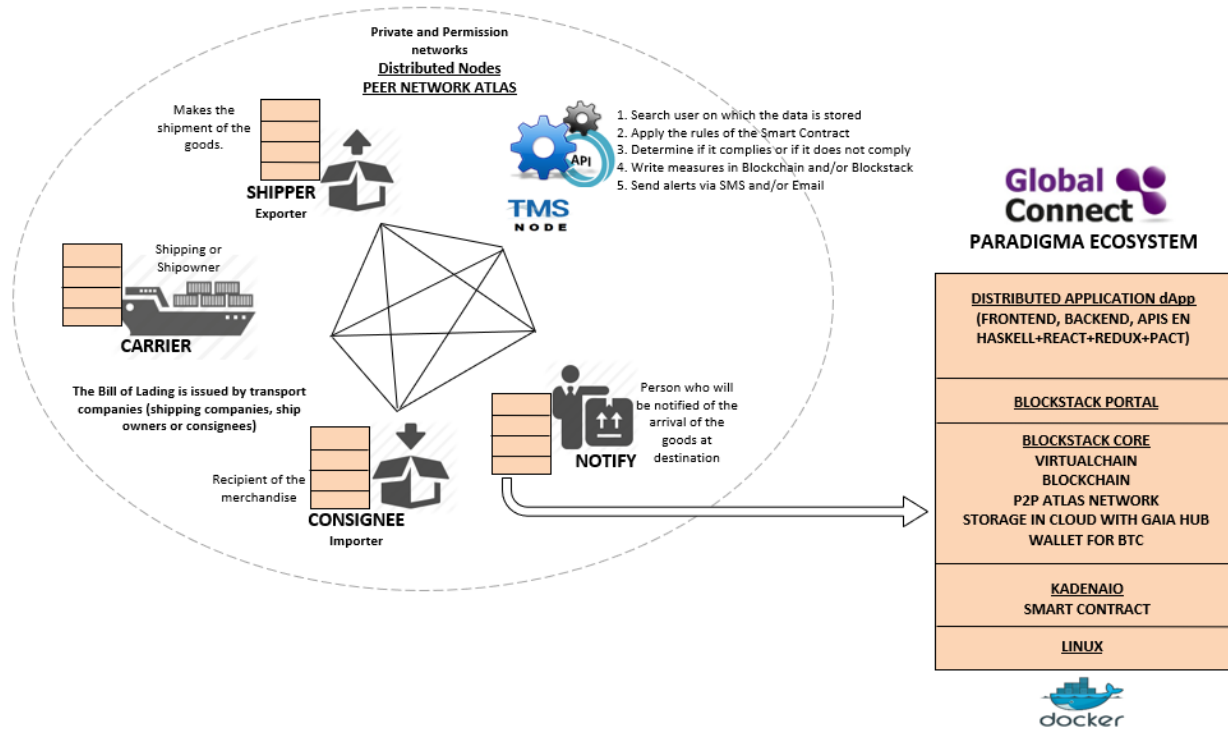 Private and Permission
networks
Distributed Nodes
PEER NETWORK ATLAS
Makes the
shipment of the
goods.
SHIPPER
Exporter
API
TMS
NODE
1. Search user on which the data is stored
2. Apply the rules of the Smart Contract
3. Determine if it complies or if it does not comply
4. Write measures in Blockchain and/or Blockstack
5. Send alerts via SMS and/or Email
Shipping or
Shipowner
CARRIER
The Bill of Lading is issued by transport
companies (shipping companies, ship
owners or consignees)
Recipient of the
merchandise
CONSIGNEE
Importer
Person who will
be notified of the
arrival of the
goods at
destination
NOTIFY
Global
Connect
PARADIGMA ECOSYSTEM
DISTRIBUTED APPLICATION dApp
(FRONTEND, BACKEND, APIS EN
HASKELL+REACT+REDUX+PACT)
BLOCKSTACK PORTAL
BLOCKSTACK CORE
VIRTUALCHAIN
BLOCKCHAIN
P2P ATLAS NETWORK
STORAGE IN CLOUD WITH GAIA HUB
WALLET FOR BTC
KADENAIO
SMART CONTRACT
LINUX
docker